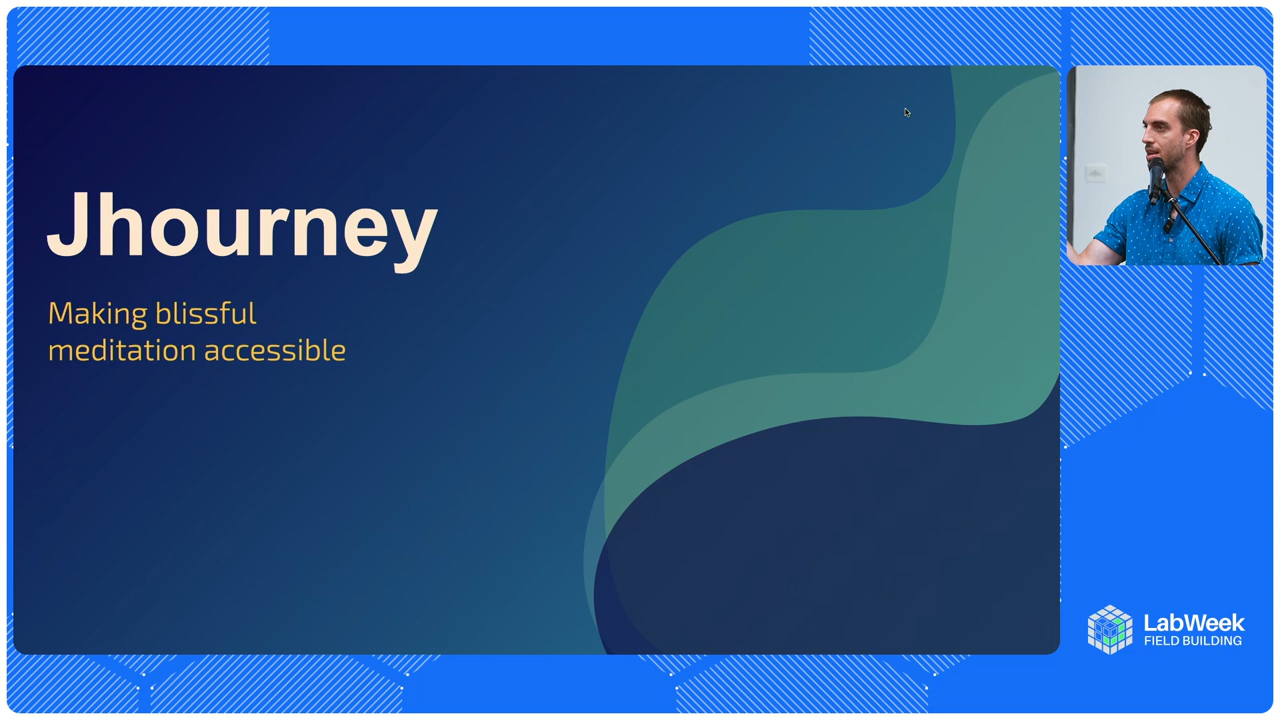 Jhourney
Making blissful
meditation accessible
LabWeek
FIELD BUILDING